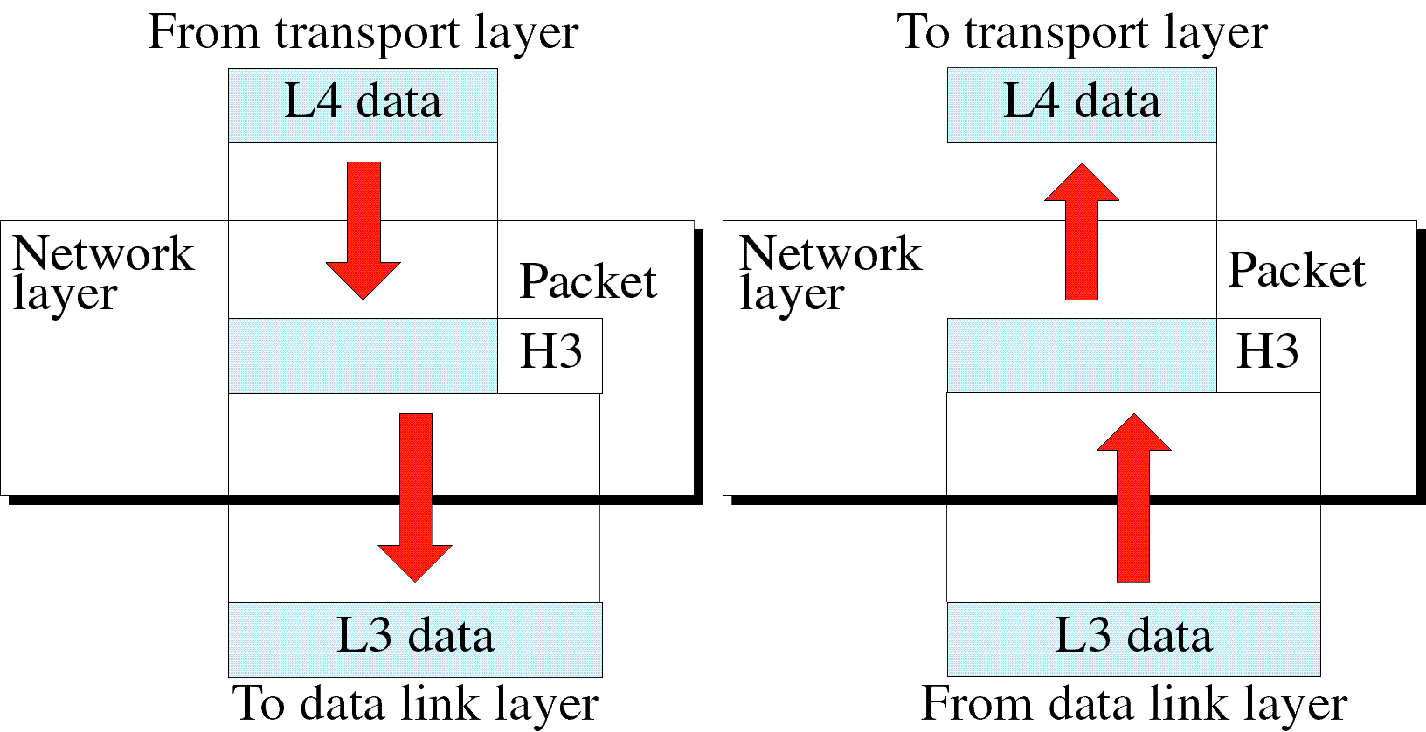 From transport layer
L4 data
Network
layer
Packet
H3
L3 data
To data link layer
To transport layer
L4 data
Network
layer
Packet
H3
L3 data
From data link layer